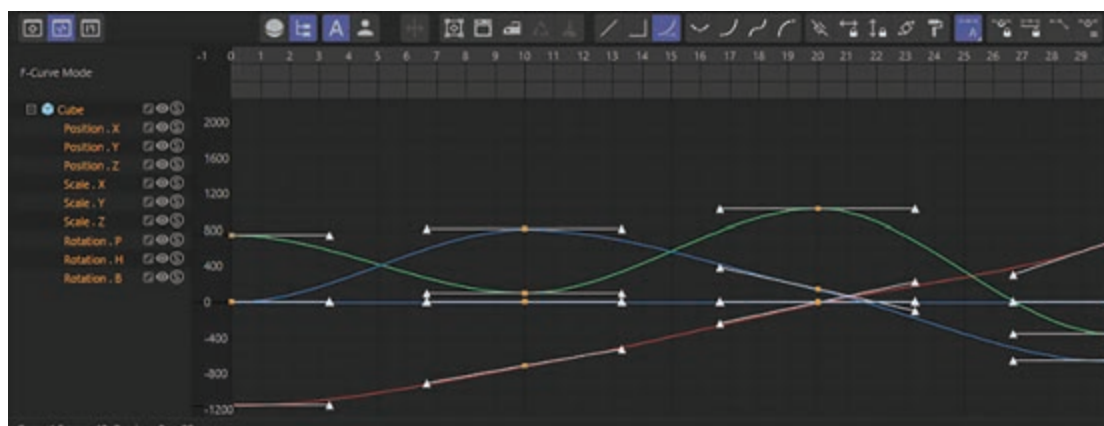 -1 0 1 2 3 4 5 6 7 8 9 10 11 12 13 14 15 16 17 18 19 20 21 22 23 24 25 26 27 28 29
F-Curve Mode
Cube
Position . X
Position . Y
Position . Z
Scale . X
Scale . Y
Scale . Z
Rotation . P
Rotation . H
Rotation . B
2000
1600
1200
800
400
0
-400
-800
-1200